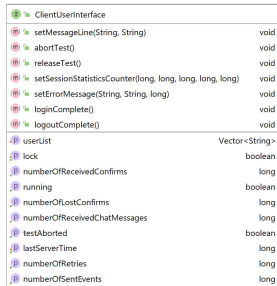 ClientUserInterface
setMessageLine(String, String) void
abortTest() void
releaseTest() void
setSessionStatisticsCounter(long, long, long, long, long) void
setErrorMessage(String, String, long) void
loginComplete() void
logoutComplete() void
userList Vector<String>
lock boolean
numberOfReceivedConfirms long
running boolean
numberOfLostConfirms long
numberOfReceivedChatMessages long
testAborted boolean
lastServerTime long
numberOfRetries long
numberOfSentEvents long